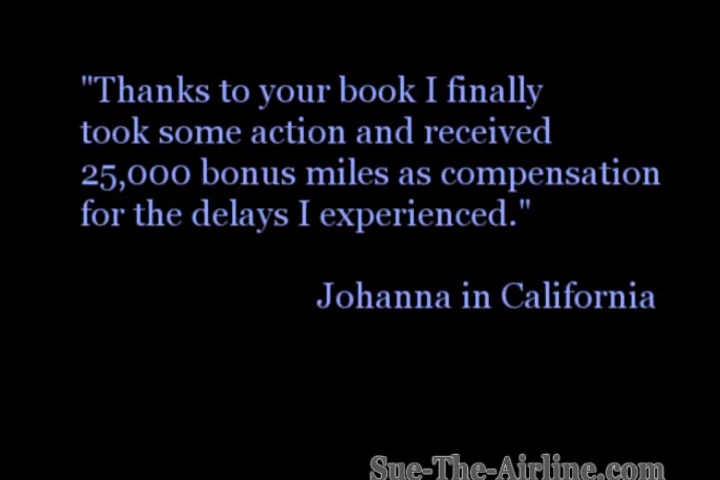 "Thanks to your book I finally
took some action and received
25,000 bonus miles as compensation
for the delays I experienced."
Johanna in California
Sue-The-Airline.com